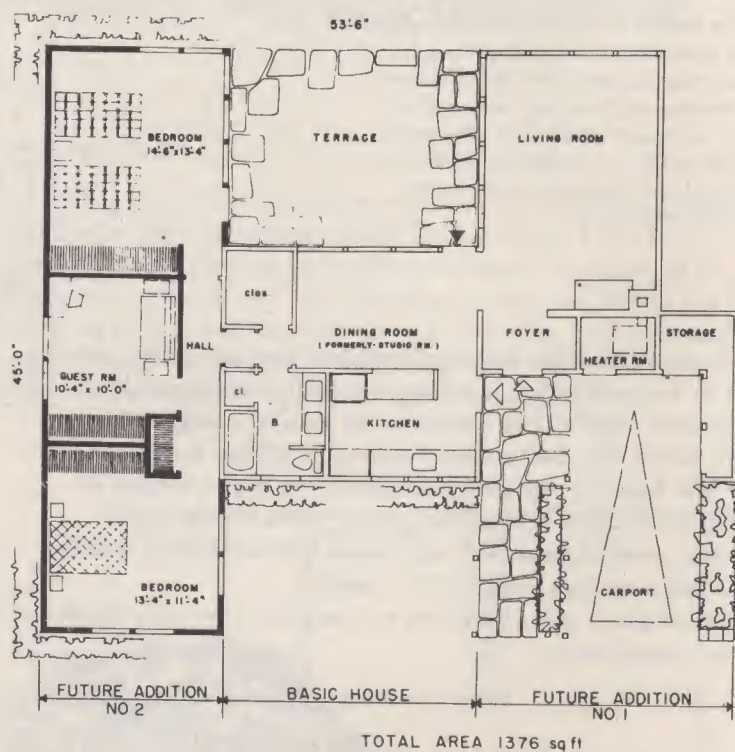 53'-6"
BEDROOM
14'-6" x 13'-4"
TERRACE
LIVING ROOM
clos.
DINING ROOM
( FORMERLY - STUDIO RM. )
FOYER
HEATER RM.
STORAGE
HALL
45'-0"
GUEST RM
10'-4" x 10'-0"
cl.
B.
KITCHEN
BEDROOM
13'-4" x 11'-4"
CARPORT
FUTURE ADDITION
NO 2
BASIC HOUSE
FUTURE ADDITION
NO. 1
TOTAL AREA 1376 sq ft